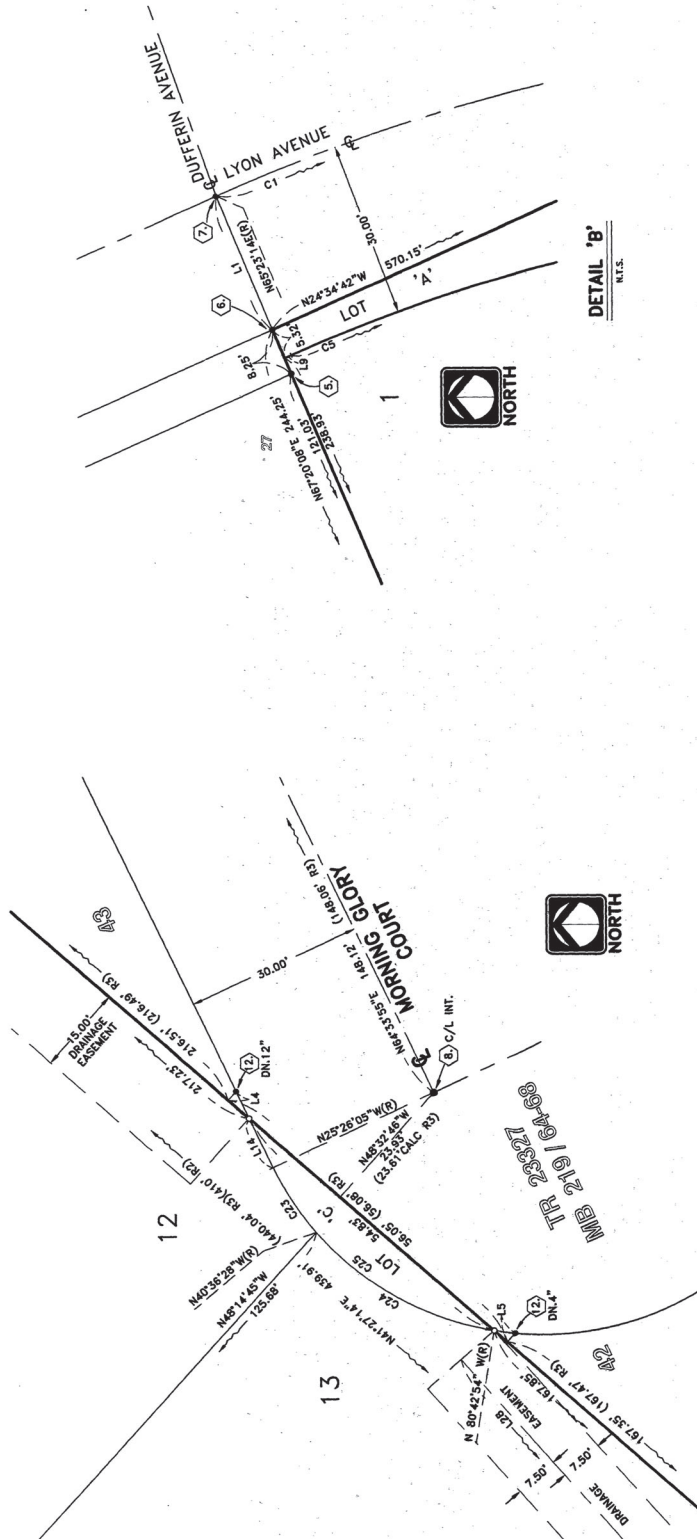 DUFFERIN AVENUE
℄
LYON AVENUE
℄
7.
C1
L1
N65°23'14E(R)
6.
30.00'
N24°34'42"W
570.15'
LOT 'A'
8.25'
5.32'
L9
C5
5.
27
N67°20'08"E 244.25'
121.03'
238.93'
1
NORTH
DETAIL 'B'
N.T.S.
43
15.00'
DRAINAGE
EASEMENT
216.51' (216.49' R3)
217.23'
30.00'
(148.06' R3)
N64°33'55"E 148.12'
MORNING GLORY
COURT
℄
12.
DN.12"
L4
8. C/L INT.
L14
N25°26'05"W(R)
N48°32'46"W
23.93'
(23.61'CALC R3)
12
(440.04' R3)(410' R2)
C23
N40°36'28"W(R)
N48°14'45"W
125.68'
439.91'
N41°27'14"E
C25
C24
LOT 'C'
54.83'
56.05' (56.08' R3)
TR 23327
MB 219 / 64-68
NORTH
13
N 80°42'54" W(R)
L5
12.
DN.4"
42
L28
EASEMENT
167.85'
167.35' (167.47' R3)
7.50'
7.50'
DRAINAGE